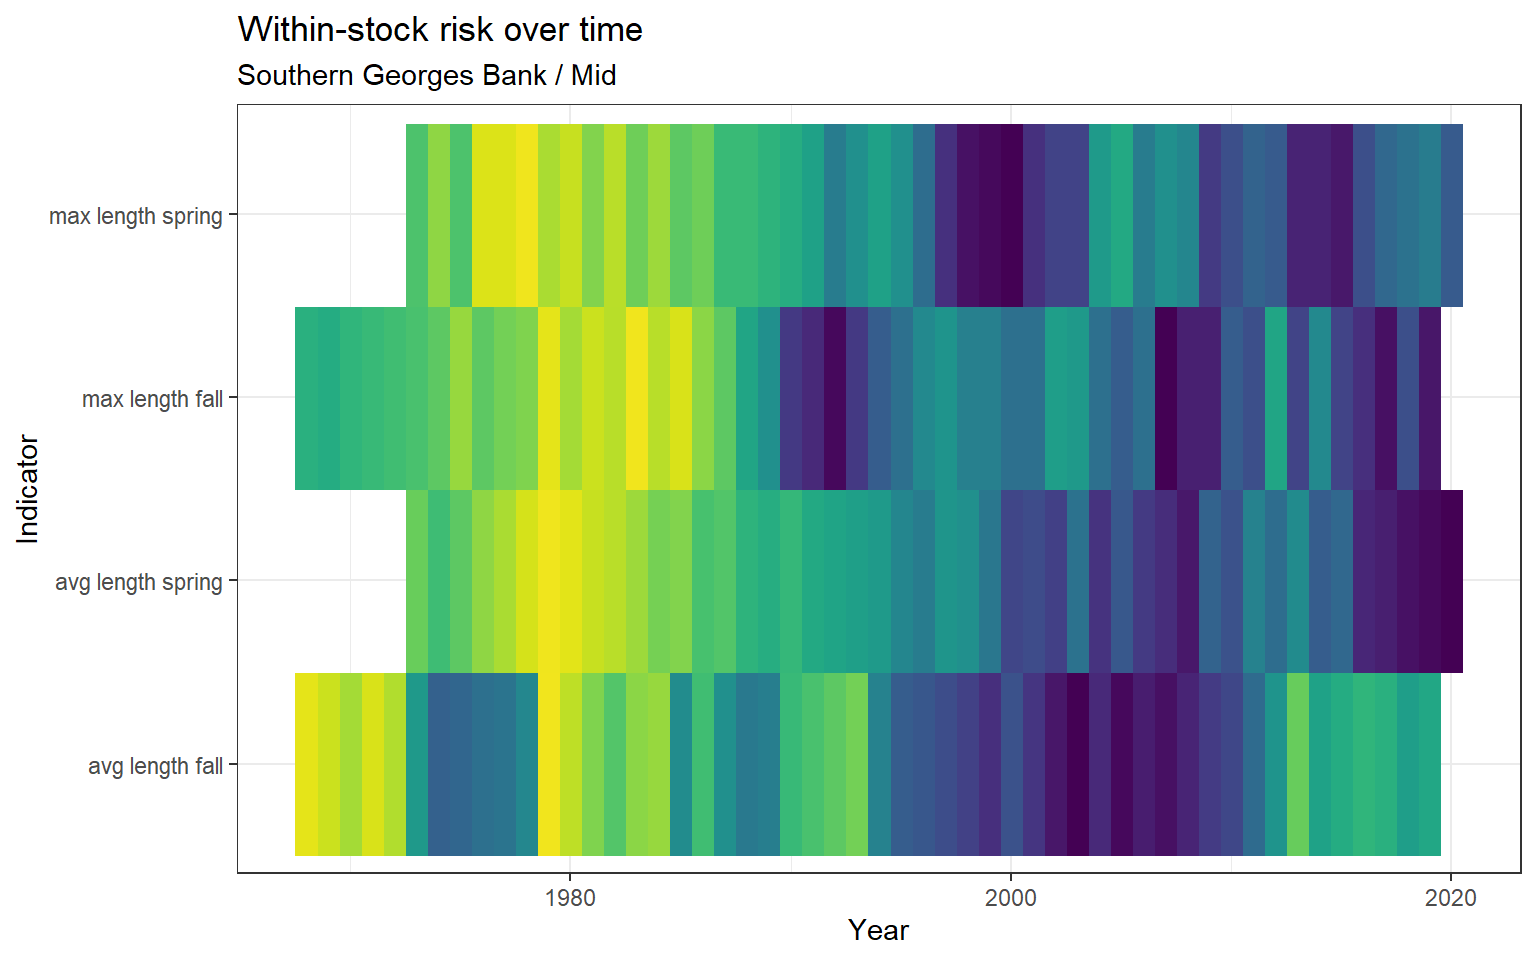 Within-stock risk over time
Southern Georges Bank / Mid
max length spring
max length fall
avg length spring
avg length fall
Indicator
1980
2000
2020
Year